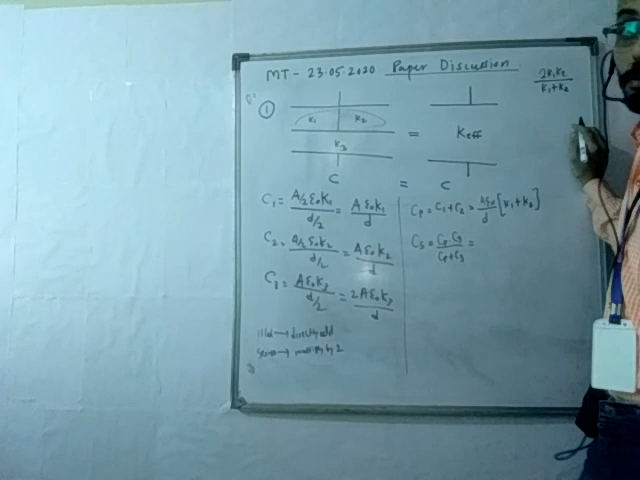 MT - 23.05.2020 Paper Discussion
2K1K2/K1+K2
①
K1 K2
K3
= Keff
C = C
C1 = A/2 ε0K1 / d/2 = A ε0K1 / d
C2 = A/2 ε0K2 / d/2 = A ε0K2 / d
C3 = A ε0K3 / d/2 = 2A ε0K3 / d
Cp = C1 + C2 = Aε0/d [K1 + K2]
Cs = Cp·C3 / Cp+C3 =
llel → directly add
Series → multiply by 2